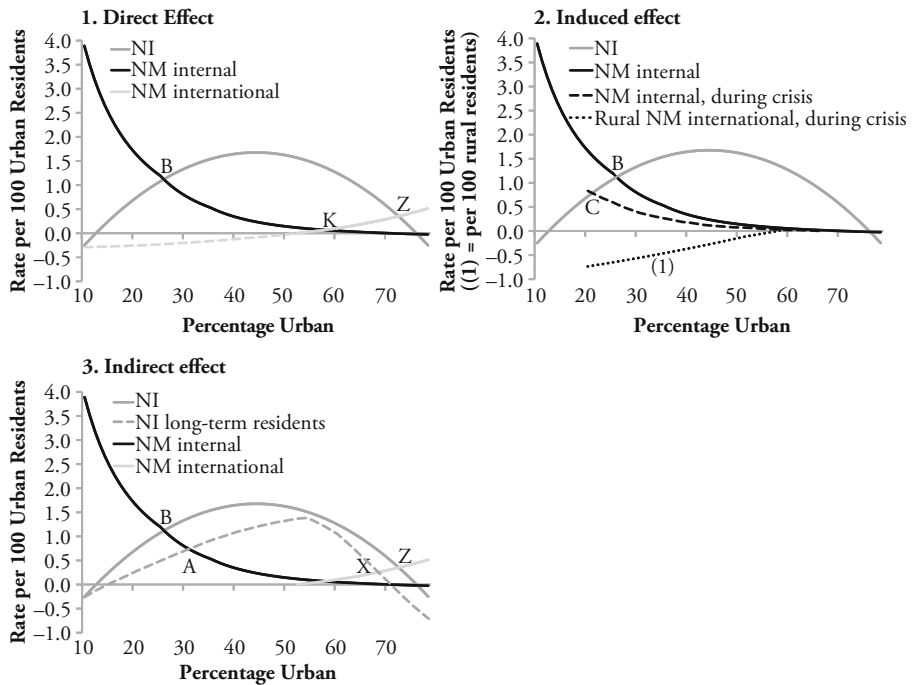 1. Direct Effect
Rate per 100 Urban Residents
4.0
3.5
3.0
2.5
2.0
1.5
1.0
0.5
0.0
−0.5
−1.0
NI
NM internal
NM international
B
K
Z
10 20 30 40 50 60 70
Percentage Urban
2. Induced effect
Rate per 100 Urban Residents
((1) = per 100 rural residents)
4.0
3.5
3.0
2.5
2.0
1.5
1.0
0.5
0.0
−0.5
−1.0
NI
NM internal
NM internal, during crisis
Rural NM international, during crisis
B
C
(1)
10 20 30 40 50 60 70
Percentage Urban
3. Indirect effect
Rate per 100 Urban Residents
4.0
3.5
3.0
2.5
2.0
1.5
1.0
0.5
0.0
−0.5
−1.0
NI
NI long-term residents
NM internal
NM international
B
A
X
Z
10 20 30 40 50 60 70
Percentage Urban